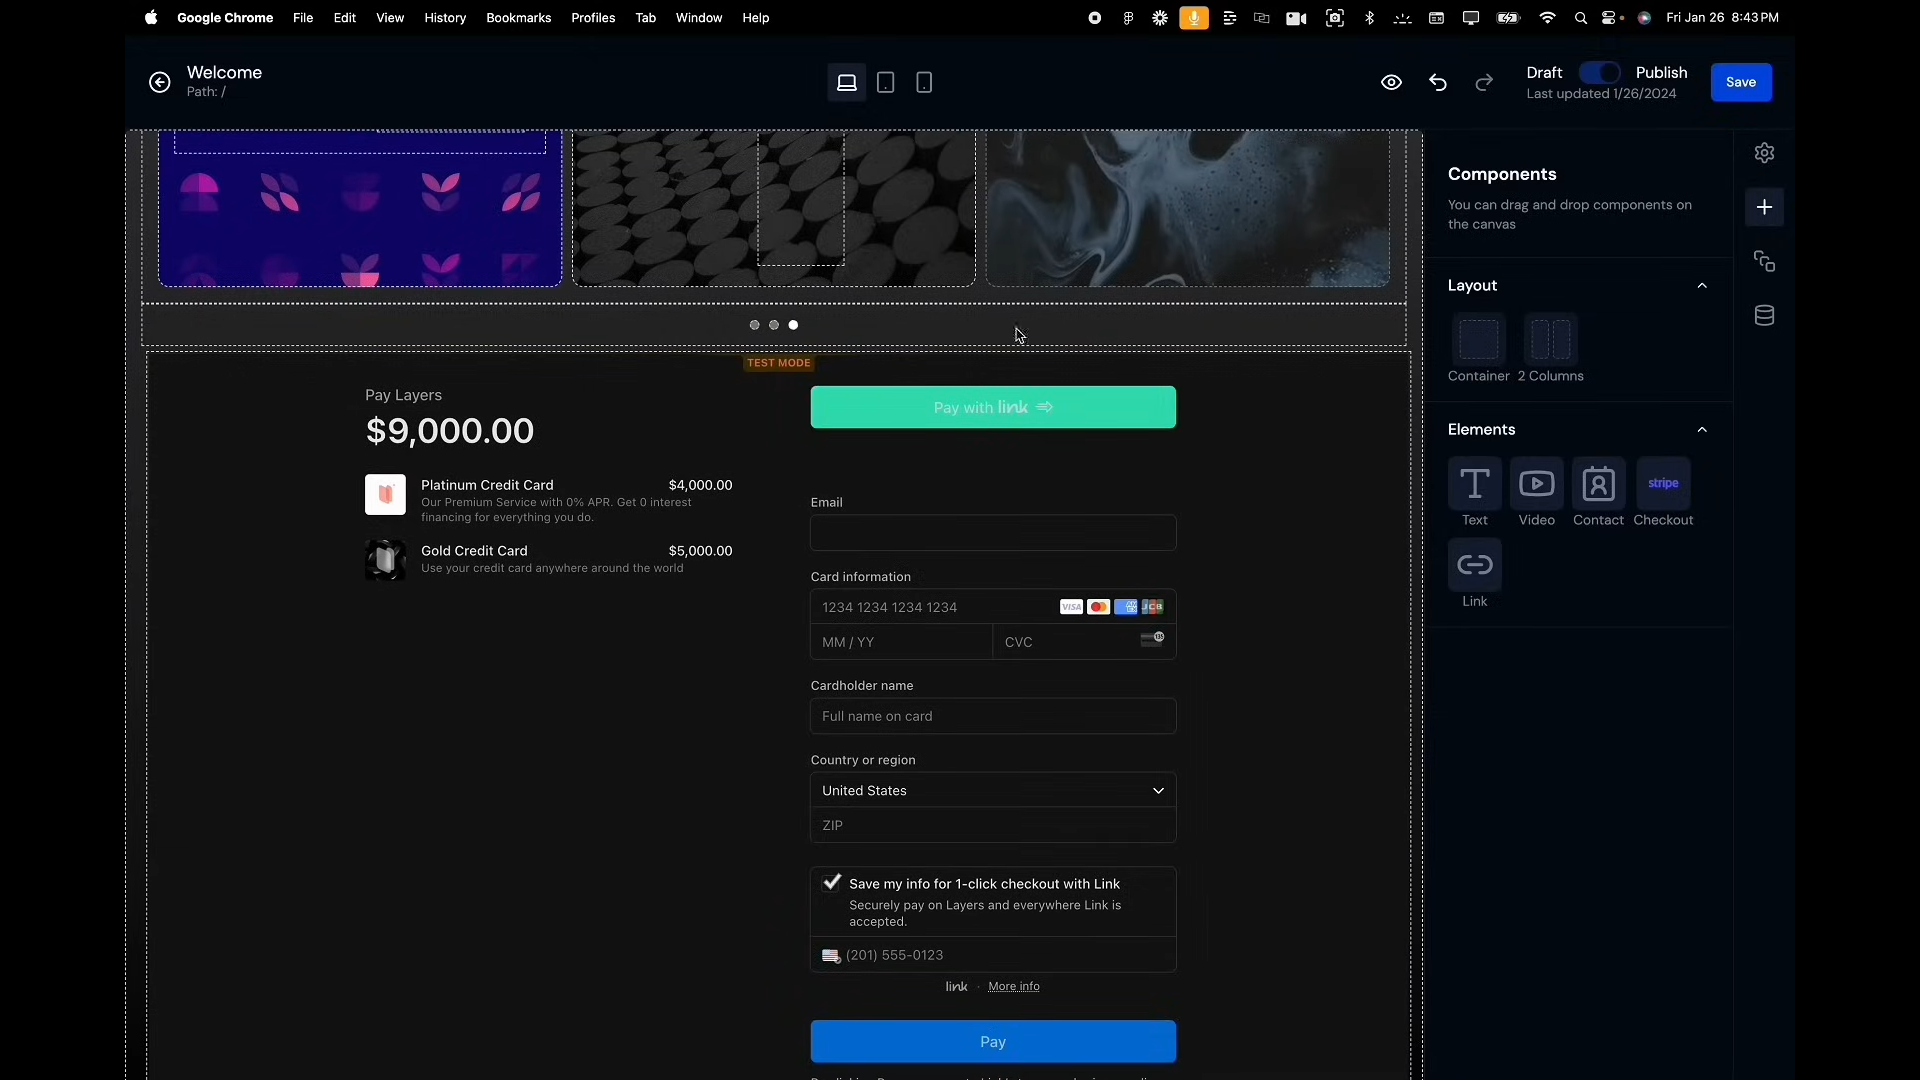 Google Chrome File Edit View History Bookmarks Profiles Tab Window Help
Fri Jan 26 8:43 PM
Welcome
Path: /
Draft Publish
Last updated 1/26/2024
Save
Components
You can drag and drop components on
the canvas
Layout
Container 2 Columns
Elements
stripe
Text Video Contact Checkout
Link
TEST MODE
Pay Layers
$9,000.00
Platinum Credit Card $4,000.00
Our Premium Service with 0% APR. Get 0 interest
financing for everything you do.
Gold Credit Card $5,000.00
Use your credit card anywhere around the world
Pay with link
Email
Card information
1234 1234 1234 1234 VISA JCB
MM / YY CVC
Cardholder name
Full name on card
Country or region
United States
ZIP
Save my info for 1-click checkout with Link
Securely pay on Layers and everywhere Link is
accepted.
(201) 555-0123
link · More info
Pay